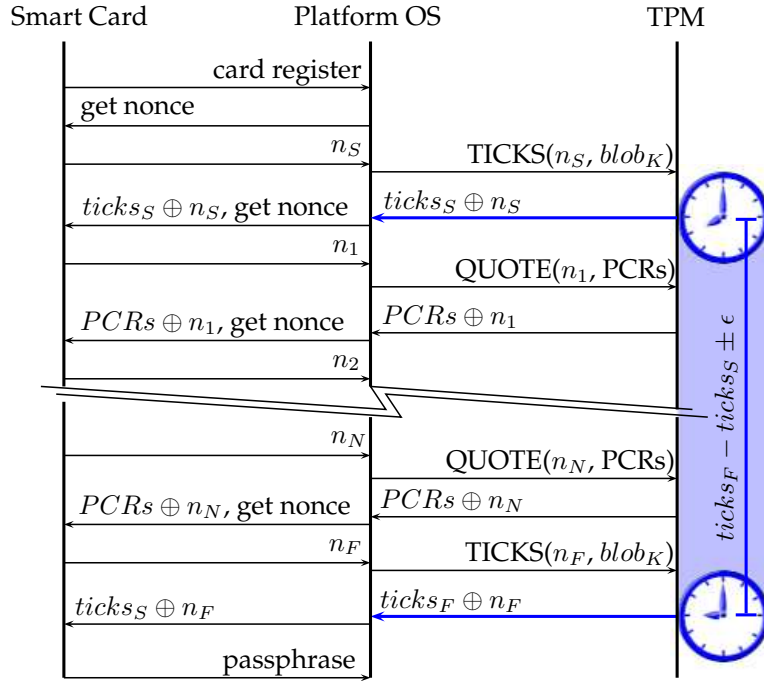 Smart Card Platform OS TPM
card register
get nonce
n_S
TICKS(n_S, blob_K)
ticks_S ⊕ n_S, get nonce
ticks_S ⊕ n_S
n_1
QUOTE(n_1, PCRs)
PCRs ⊕ n_1, get nonce
PCRs ⊕ n_1
n_2
n_N
QUOTE(n_N, PCRs)
PCRs ⊕ n_N, get nonce
PCRs ⊕ n_N
n_F
TICKS(n_F, blob_K)
ticks_S ⊕ n_F
ticks_F ⊕ n_F
passphrase
ticks_F − ticks_S ± ϵ